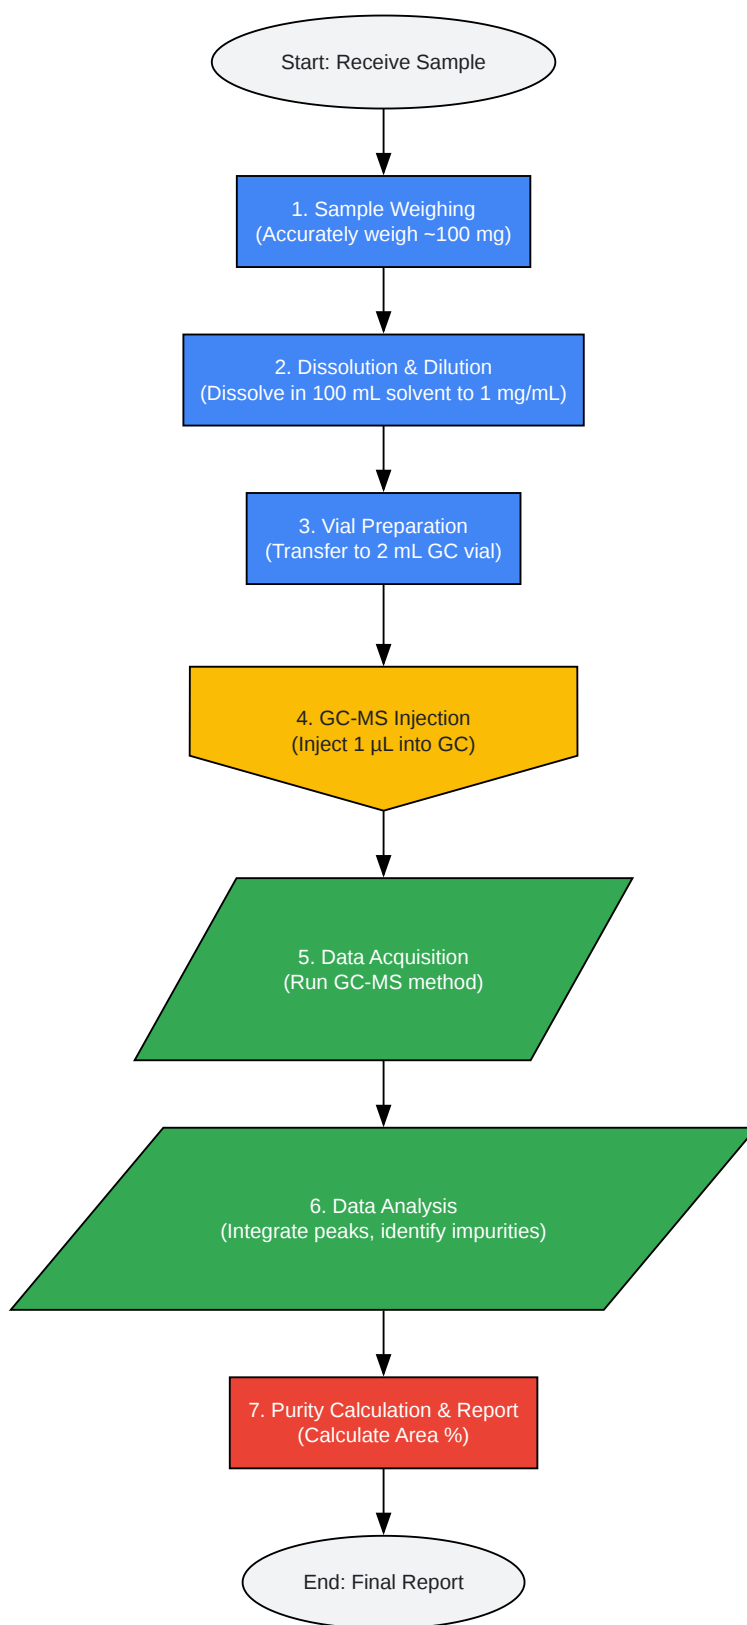 Start: Receive Sample
1. Sample Weighing
(Accurately weigh ~100 mg)
2. Dissolution & Dilution
(Dissolve in 100 mL solvent to 1 mg/mL)
3. Vial Preparation
(Transfer to 2 mL GC vial)
4. GC-MS Injection
(Inject 1 µL into GC)
5. Data Acquisition
(Run GC-MS method)
6. Data Analysis
(Integrate peaks, identify impurities)
7. Purity Calculation & Report
(Calculate Area %)
End: Final Report